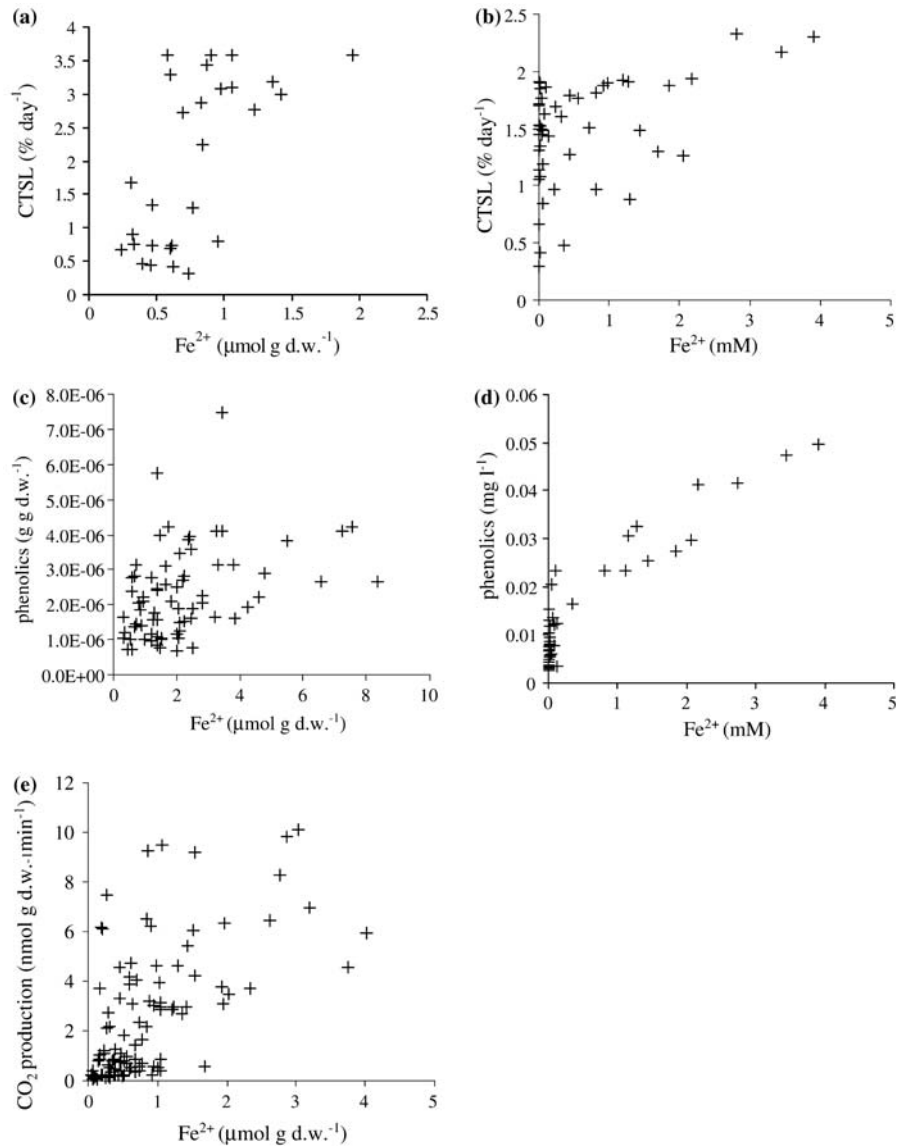 (a)
CTSL (% day⁻¹)
4
3.5
3
2.5
2
1.5
1
0.5
0
0 0.5 1 1.5 2 2.5
Fe²⁺ (μmol g d.w.⁻¹)
(b)
CTSL (% day⁻¹)
2.5
2
1.5
1
0.5
0
0 1 2 3 4 5
Fe²⁺ (mM)
(c)
phenolics (g g d.w.⁻¹)
8.0E-06
7.0E-06
6.0E-06
5.0E-06
4.0E-06
3.0E-06
2.0E-06
1.0E-06
0.0E+00
0 2 4 6 8 10
Fe²⁺ (μmol g d.w.⁻¹)
(d)
phenolics (mg l⁻¹)
0.06
0.05
0.04
0.03
0.02
0.01
0
0 1 2 3 4 5
Fe²⁺ (mM)
(e)
CO₂ production (nmol g d.w.-1min⁻¹)
12
10
8
6
4
2
0
0 1 2 3 4 5
Fe²⁺ (μmol g d.w.⁻¹)